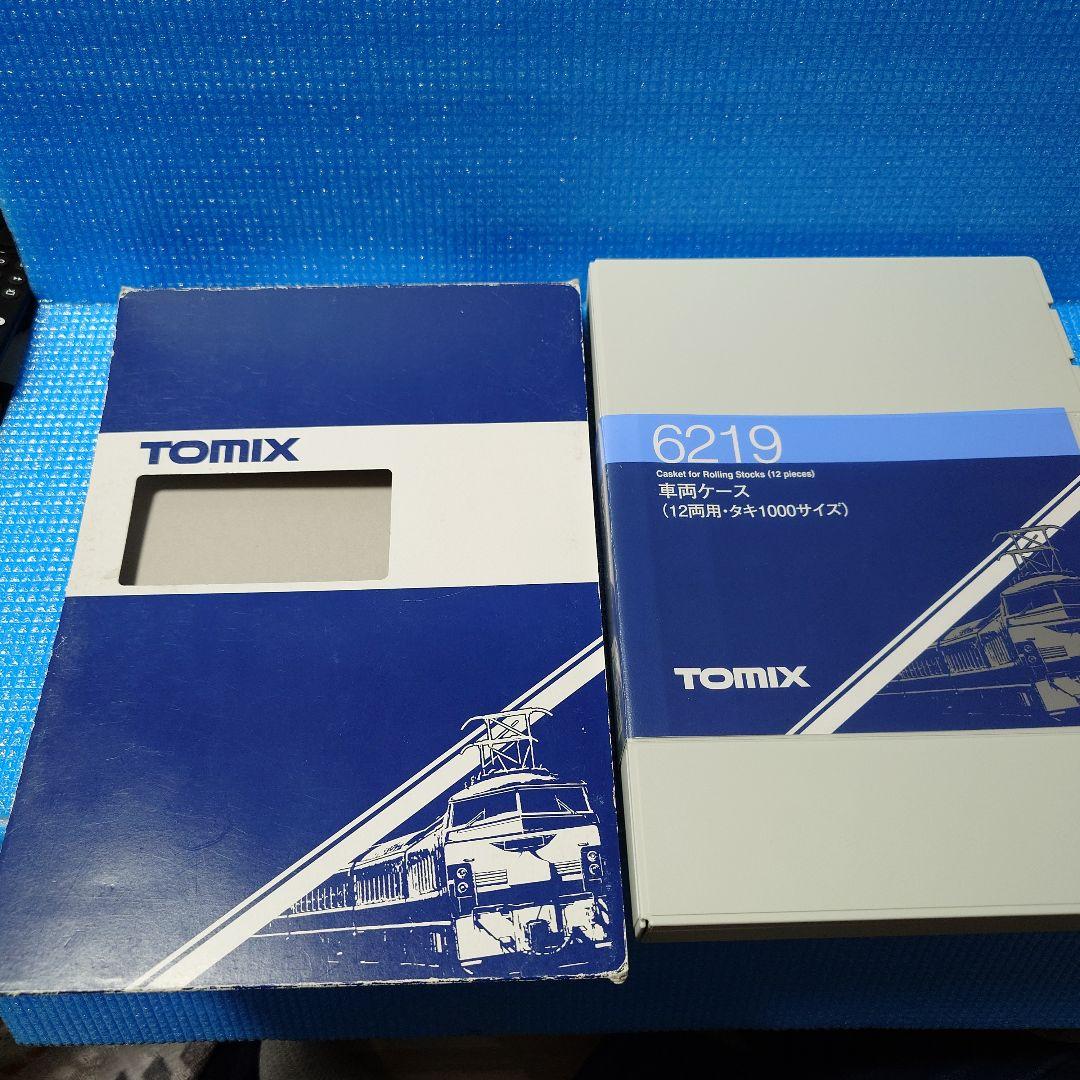 TOMIX
6219
Casket for Rolling Stocks (12 pieces)
車両ケース
(12両用・タキ1000サイズ)
TOMIX